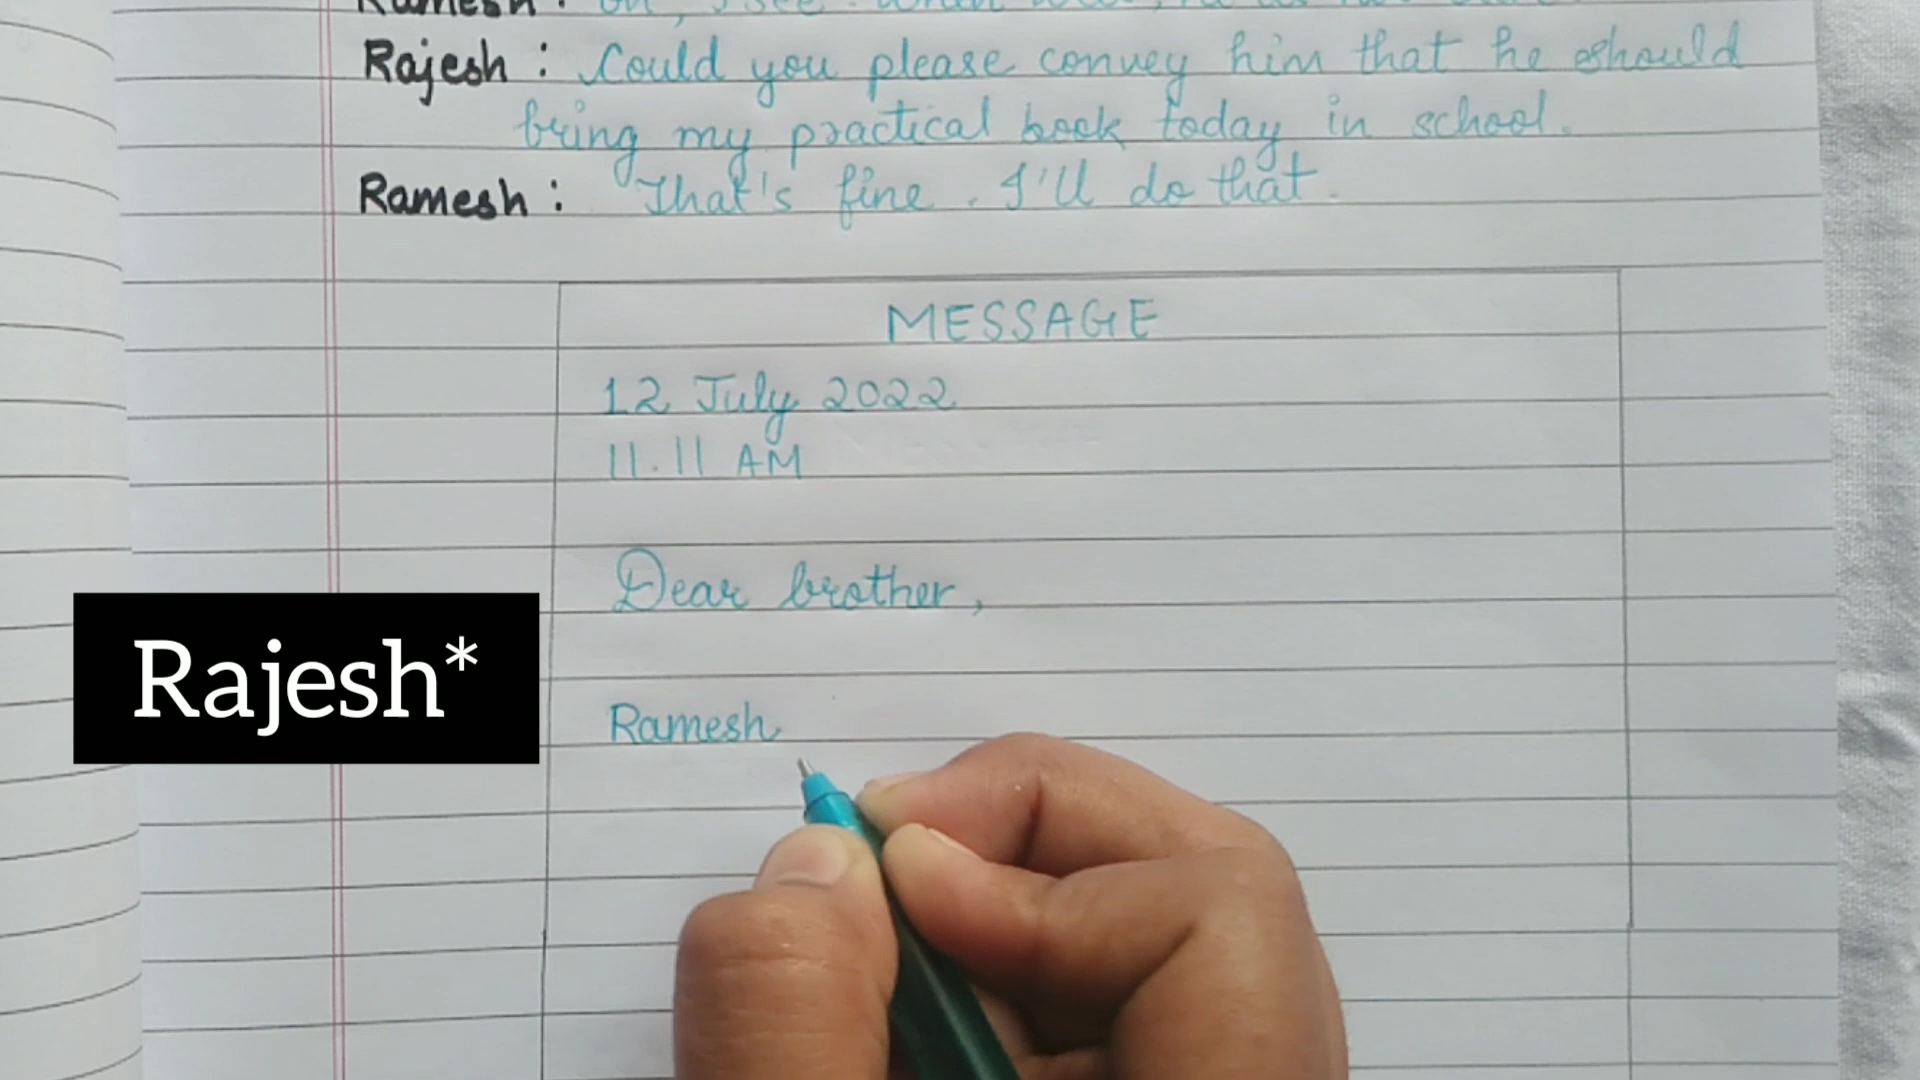 Ramesh :
Rajesh : Could you please convey him that he should
bring my practical book today in school.
Ramesh : That's fine. I'll do that.
MESSAGE
12 July 2022
11.11 AM
Dear brother,
Rajesh*
Ramesh